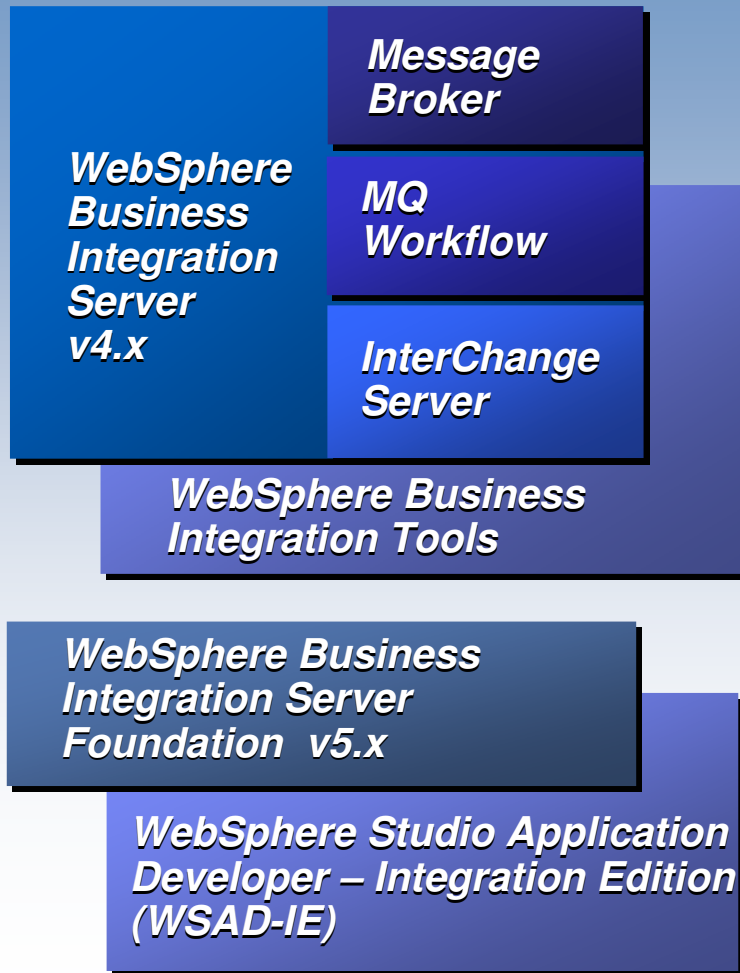 WebSphere
Business
Integration
Server
v4.x
Message
Broker
MQ
Workflow
InterChange
Server
WebSphere Business
Integration Tools
WebSphere Business
Integration Server
Foundation v5.x
WebSphere Studio Application
Developer – Integration Edition
(WSAD-IE)